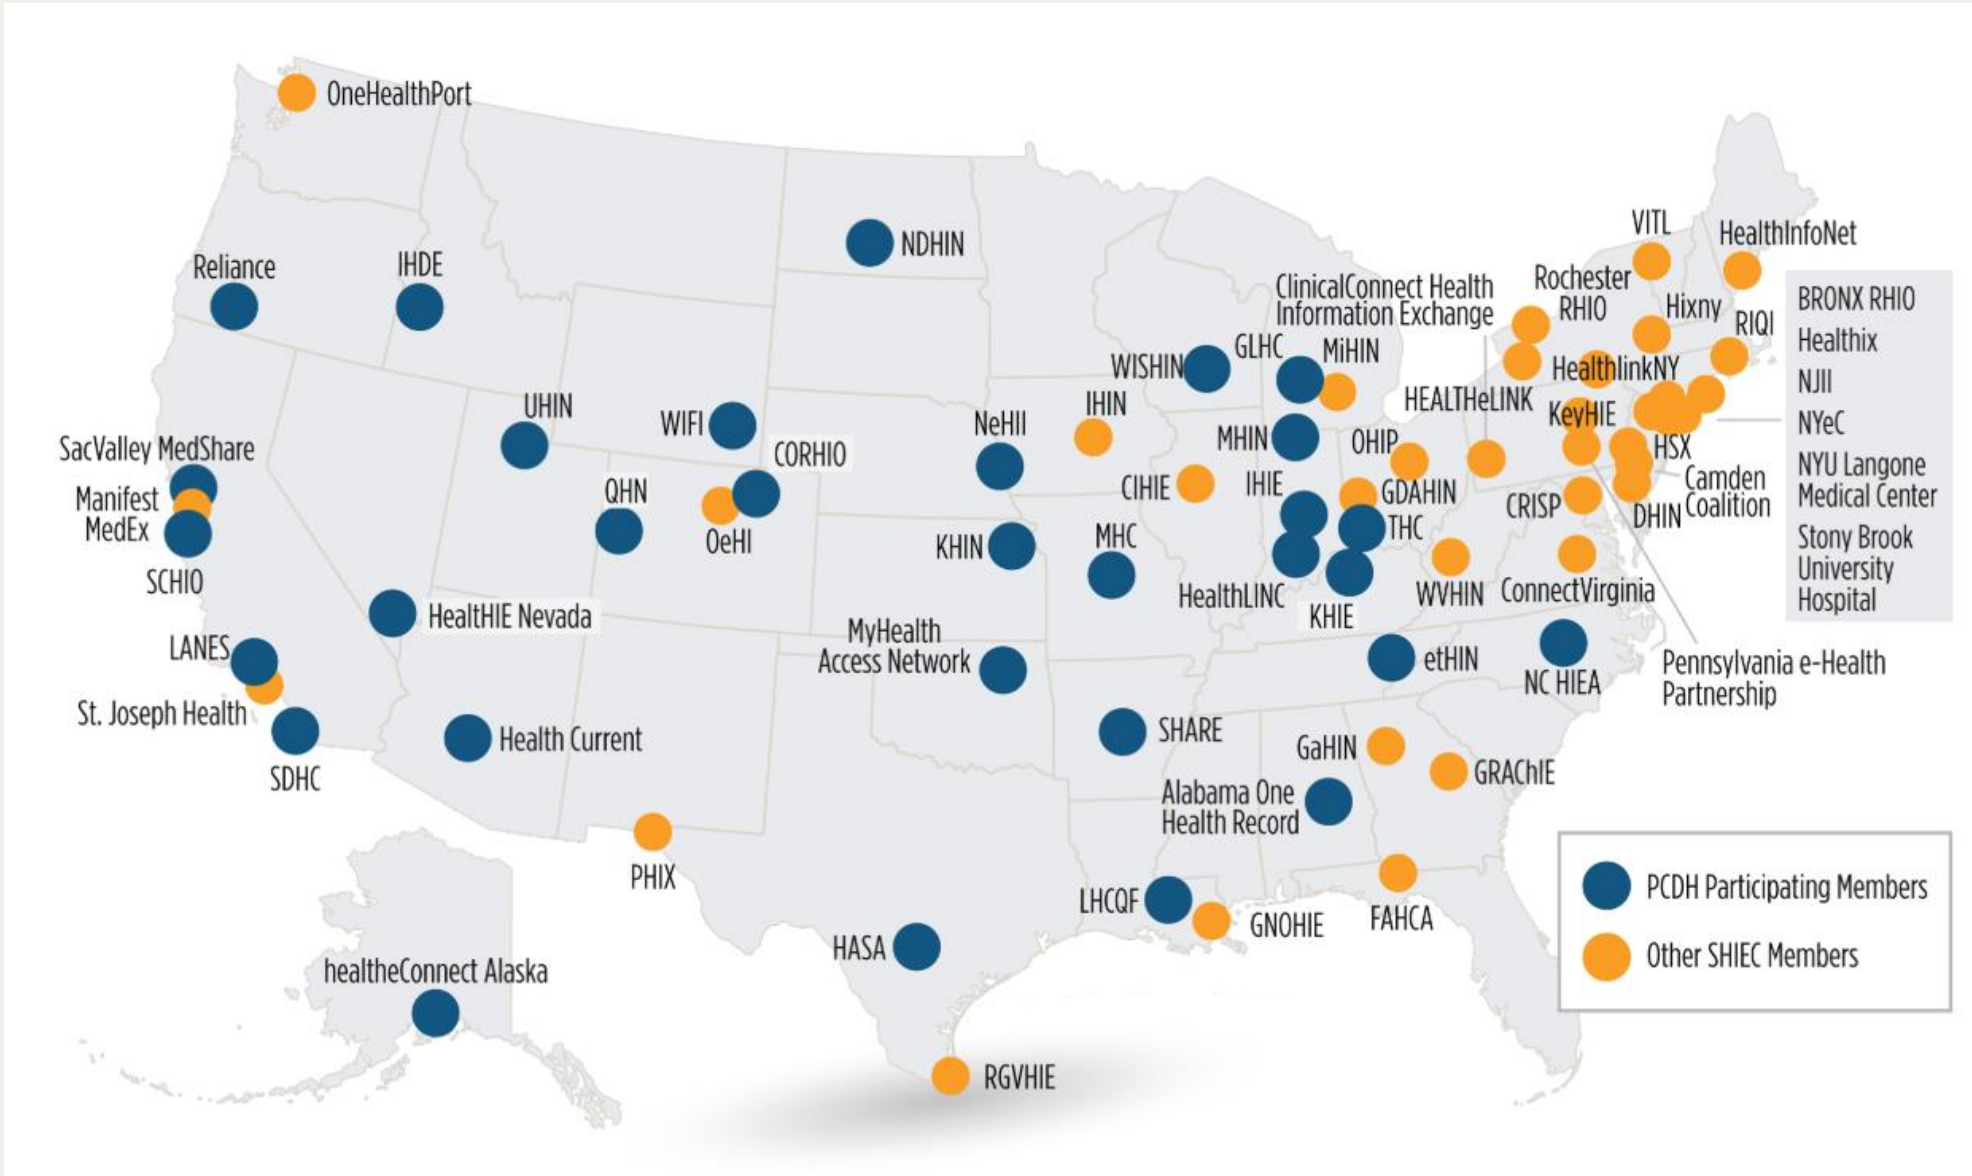 OneHealthPort
NDHIN
Reliance
IHDE
VITL
HealthInfoNet
Rochester
RHIO
Hixny
RIQI
ClinicalConnect Health
Information Exchange
GLHC
MiHIN
WISHIN
HealthlinkNY
HEALTHeLINK
KeyHIE
HSX
Camden
Coalition
DHIN
CRISP
BRONX RHIO
Healthix
NJII
NYeC
NYU Langone
Medical Center
Stony Brook
University
Hospital
UHIN
WIFI
CORHIO
NeHII
IHIN
MHIN
OHIP
SacValley MedShare
Manifest
MedEx
SCHIO
QHN
OeHI
CIHIE
IHIE
GDAHIN
THC
KHIN
MHC
HealthLINC
KHIE
WVHIN
ConnectVirginia
HealtHIE Nevada
LANES
St. Joseph Health
SDHC
MyHealth
Access Network
etHIN
NC HIEA
Pennsylvania e-Health
Partnership
Health Current
SHARE
GaHIN
GRAChIE
Alabama One
Health Record
PHIX
LHCQF
GNOHIE
FAHCA
HASA
healtheConnect Alaska
RGVHIE
PCDH Participating Members
Other SHIEC Members